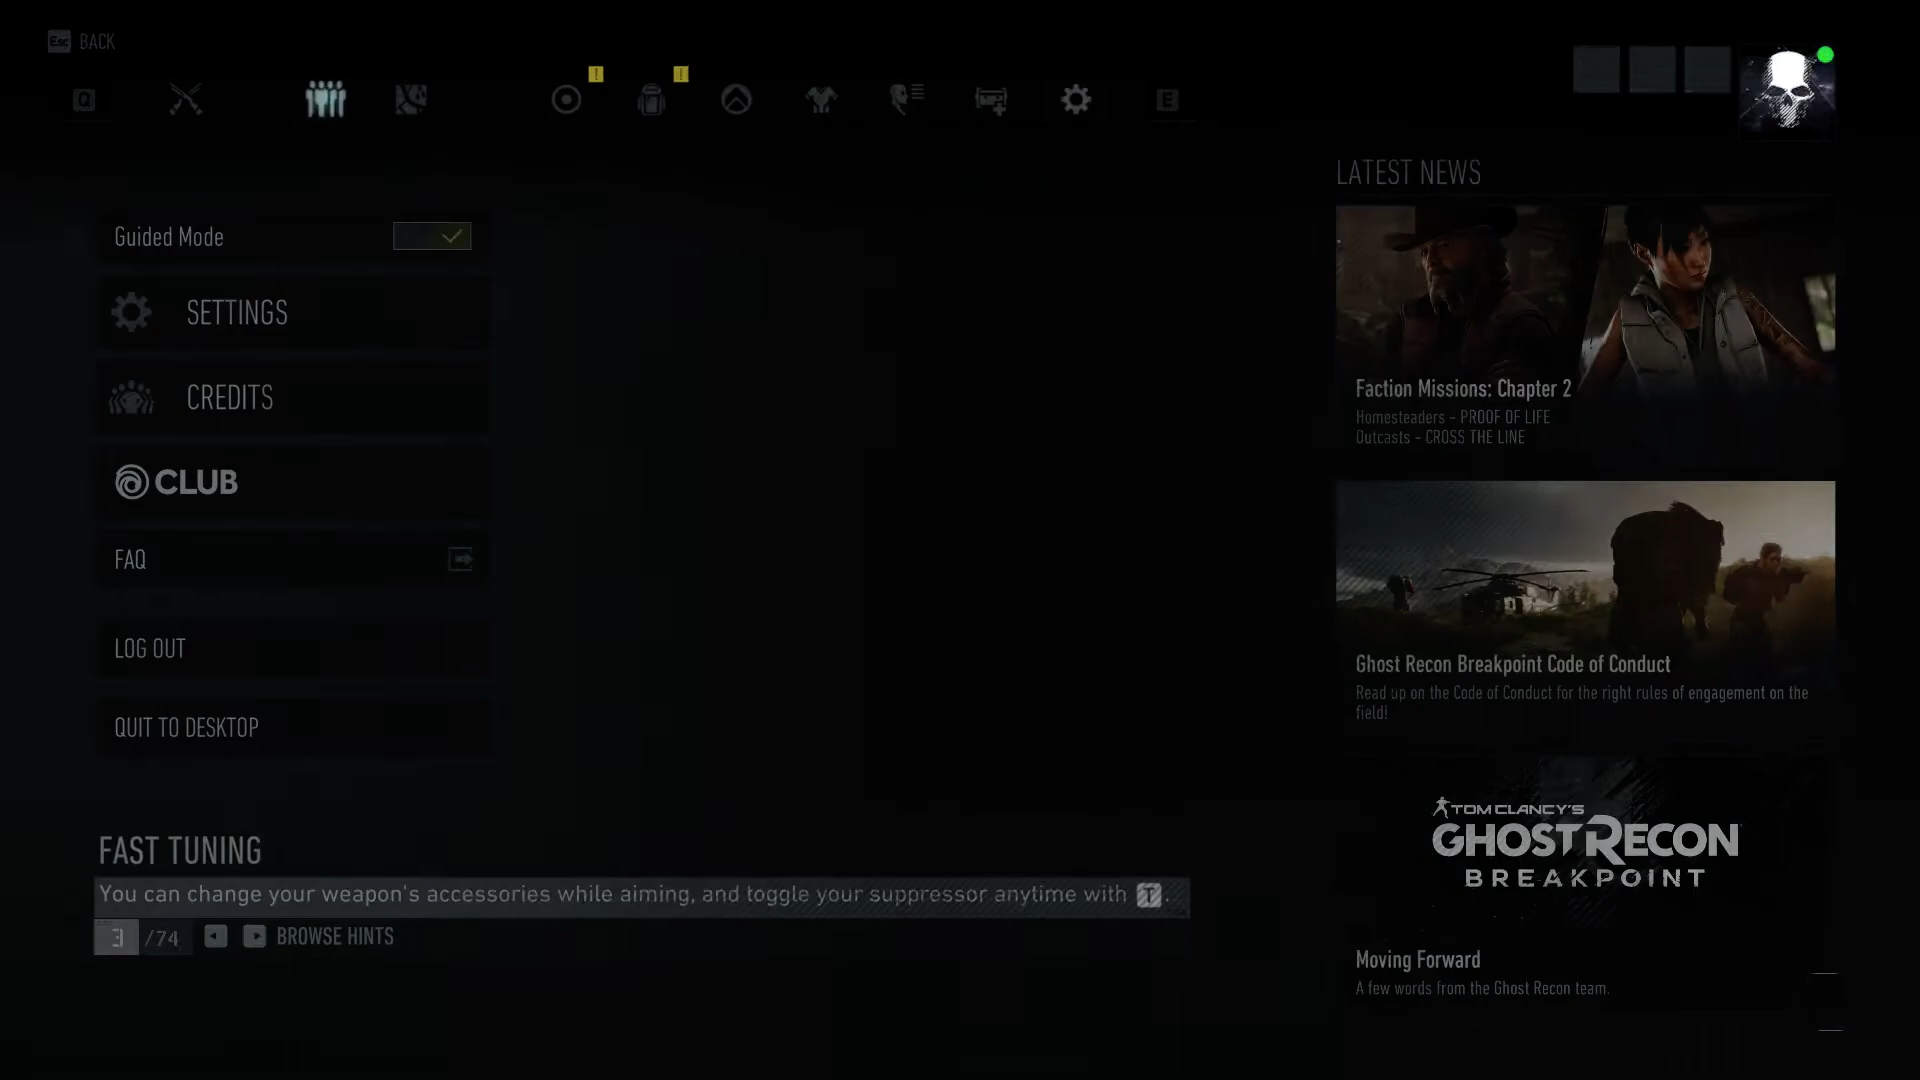 Esc BACK
Q
E
LATEST NEWS
Guided Mode
SETTINGS
CREDITS
CLUB
FAQ
LOG OUT
QUIT TO DESKTOP
Faction Missions: Chapter 2
Homesteaders - PROOF OF LIFE
Outcasts - CROSS THE LINE
Ghost Recon Breakpoint Code of Conduct
Read up on the Code of Conduct for the right rules of engagement on the
field!
TOM CLANCY'S
GHOST RECON
BREAKPOINT
Moving Forward
A few words from the Ghost Recon team.
FAST TUNING
You can change your weapon's accessories while aiming, and toggle your suppressor anytime with T.
3 /74 BROWSE HINTS